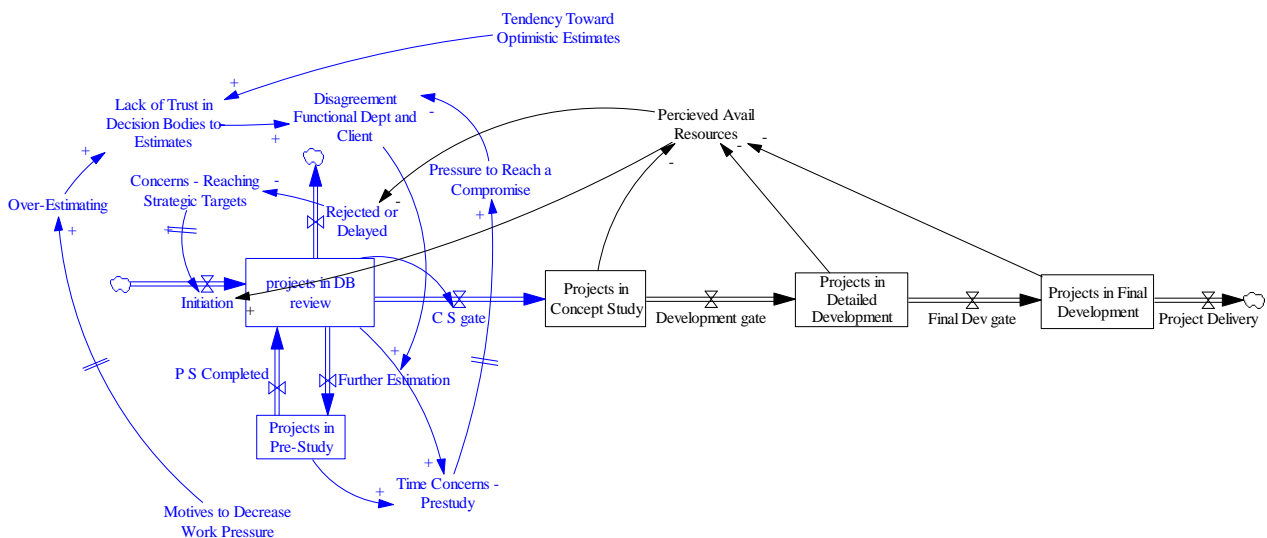 Tendency Toward
Optimistic Estimates
+
Lack of Trust in
Decision Bodies to
Estimates
+
+
Disagreement
Functional Dept and
Client
-
-
Percieved Avail
Resources
-
-
-
Concerns - Reaching
Strategic Targets
-
Pressure to Reach a
Compromise
+
Over-Estimating
+
Rejected or
Delayed
-
+
Initiation
+
projects in DB
review
+
C S gate
Projects in
Concept Study
Development gate
Projects in
Detailed
Development
Final Dev gate
Projects in Final
Development
Project Delivery
P S Completed
+
Further Estimation
Projects in
Pre-Study
+
+
Time Concerns -
Prestudy
Motives to Decrease
Work Pressure